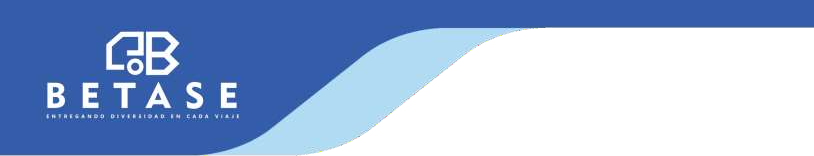 BETASE
ENTREGANDO DIVERSIDAD EN CADA VIAJE